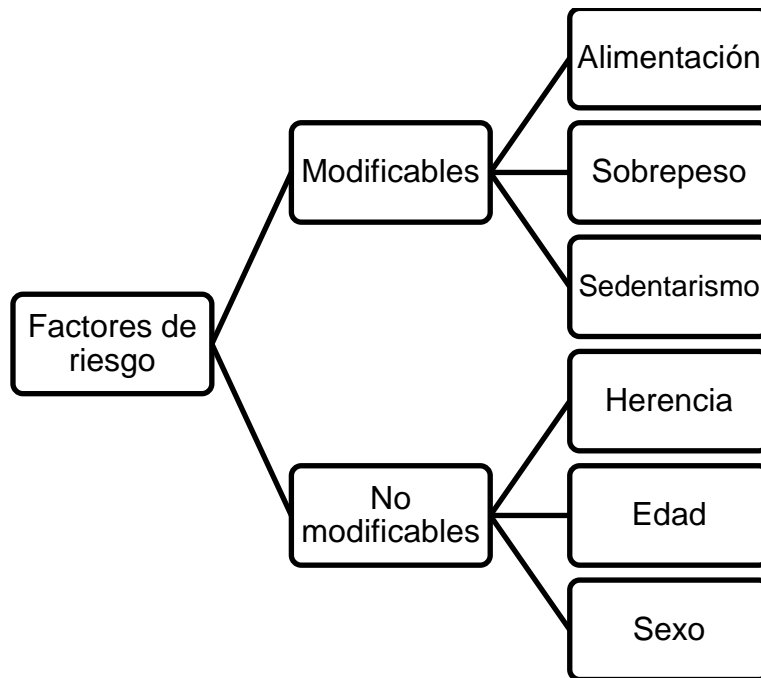 Factores de
riesgo
Modificables
Alimentación
Sobrepeso
Sedentarismo
No
modificables
Herencia
Edad
Sexo